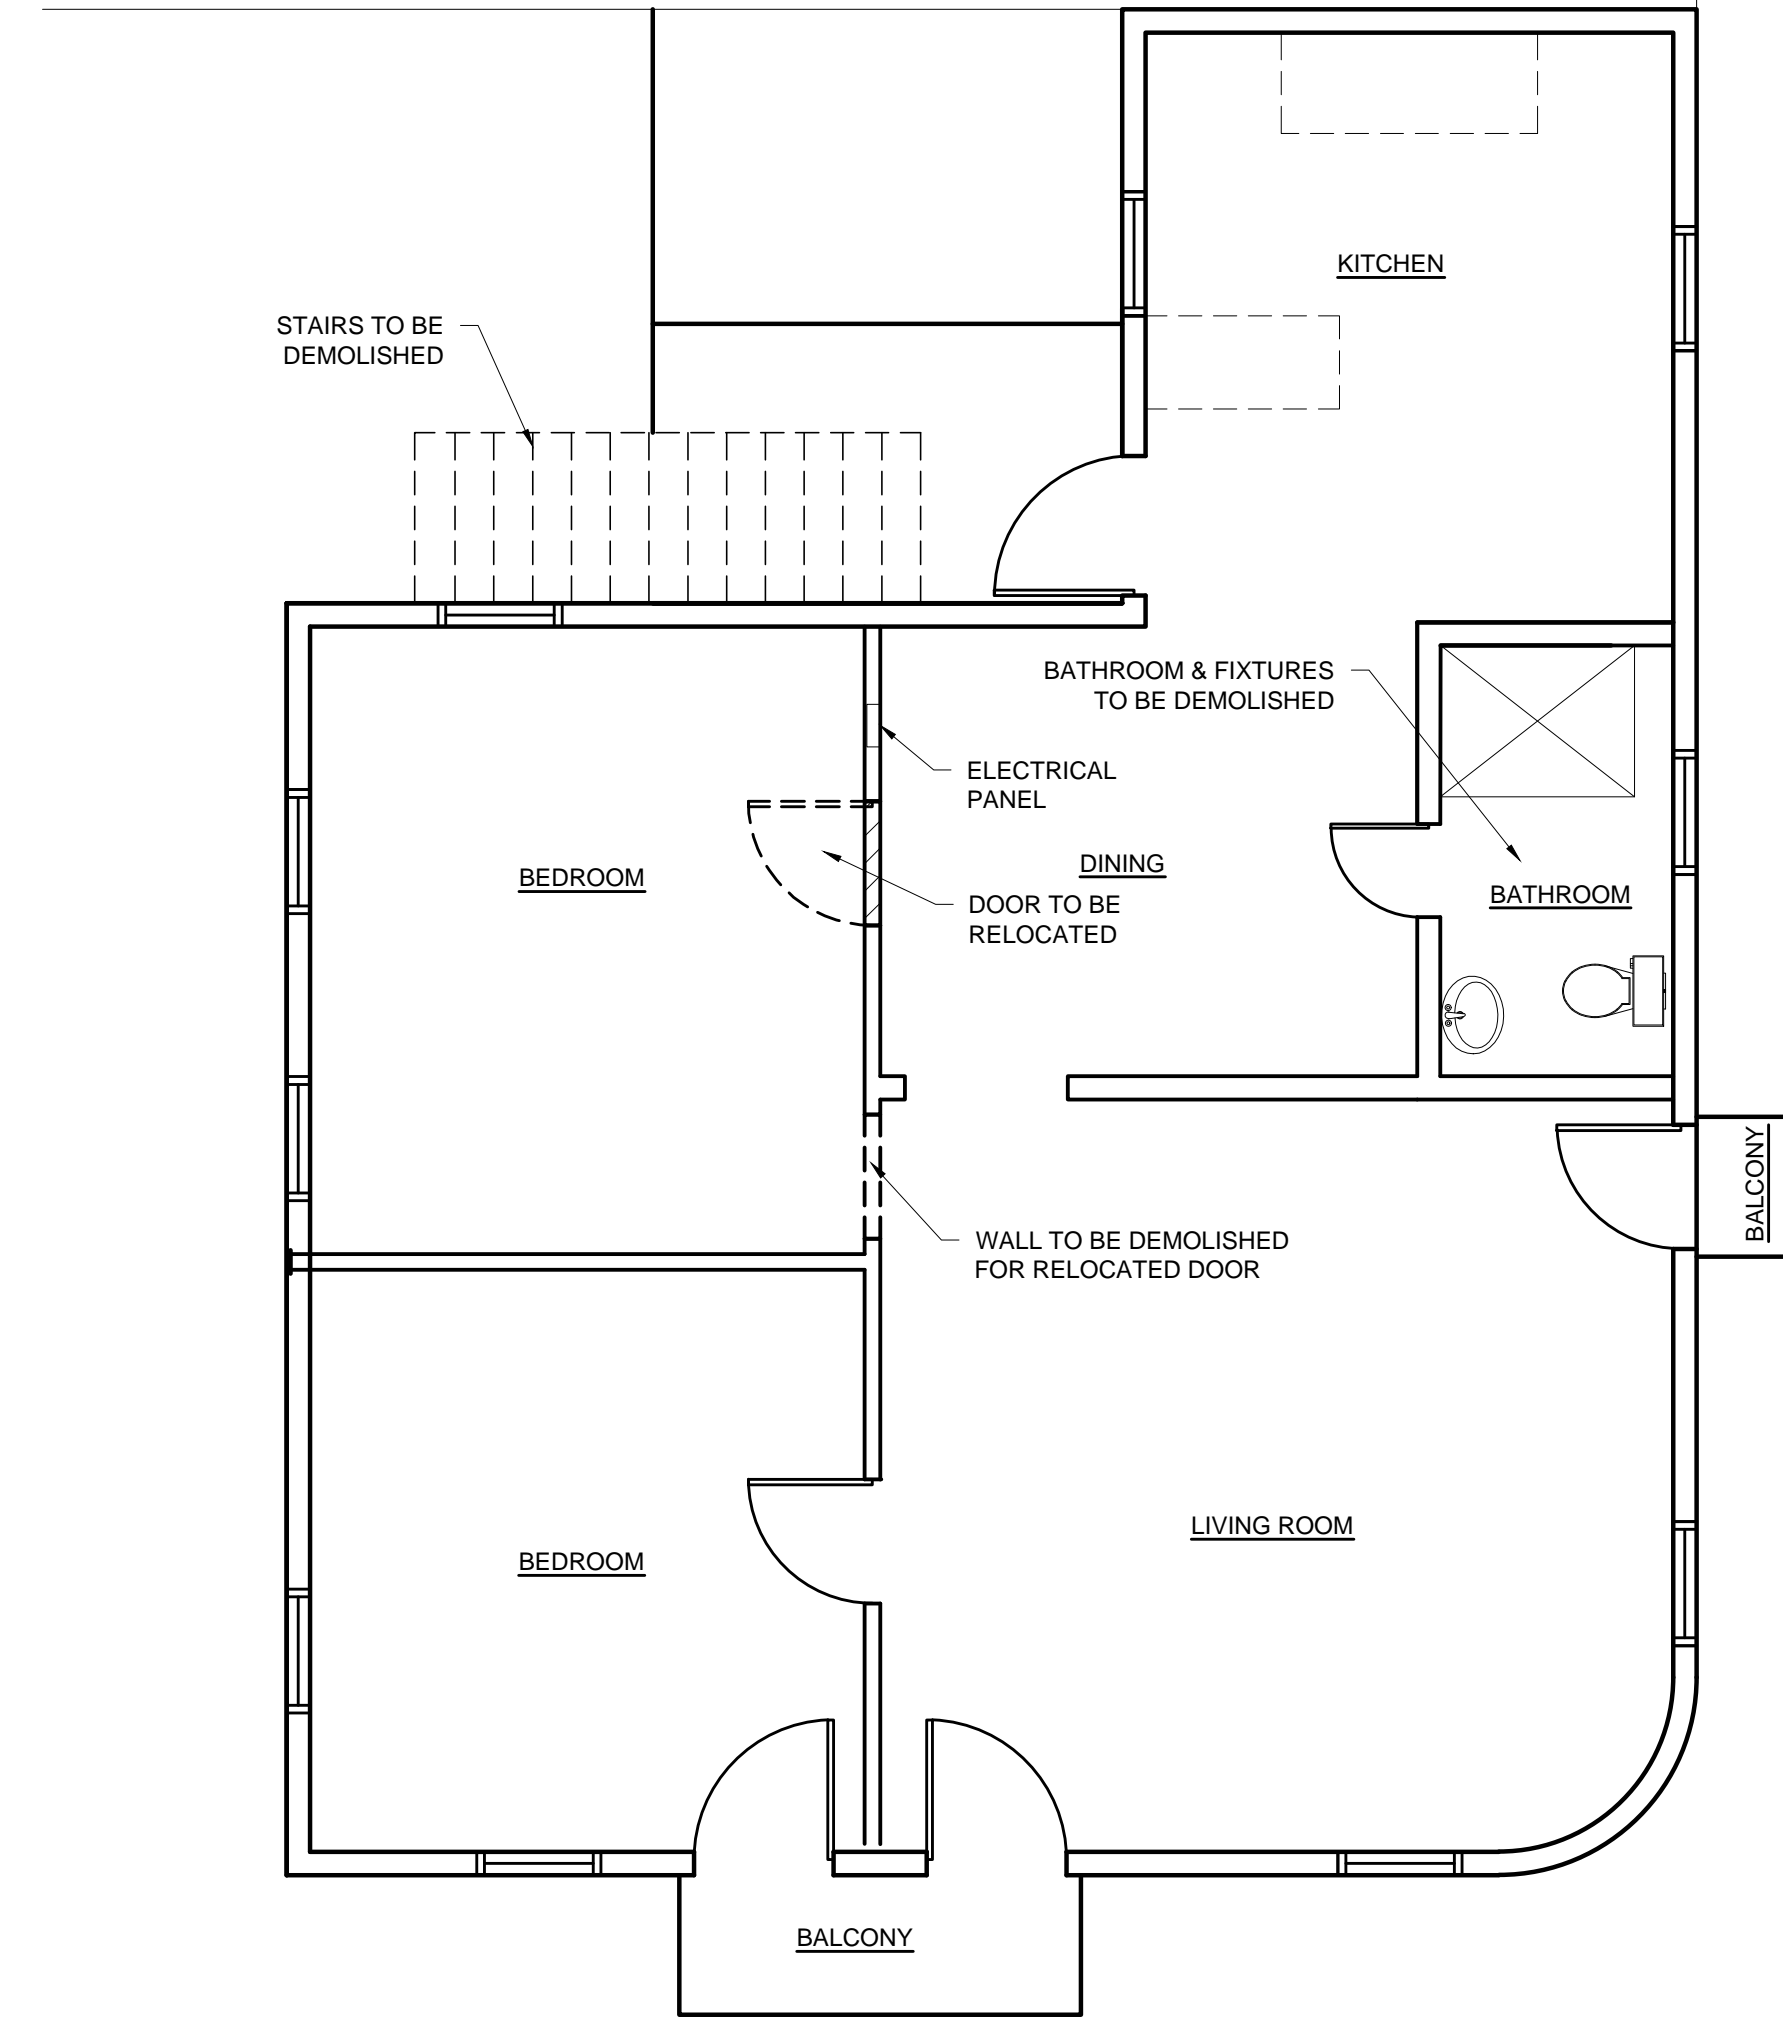 KITCHEN
STAIRS TO BE
DEMOLISHED
BATHROOM & FIXTURES
TO BE DEMOLISHED
ELECTRICAL
PANEL
DINING
BEDROOM
BATHROOM
DOOR TO BE
RELOCATED
BALCONY
WALL TO BE DEMOLISHED
FOR RELOCATED DOOR
LIVING ROOM
BEDROOM
BALCONY